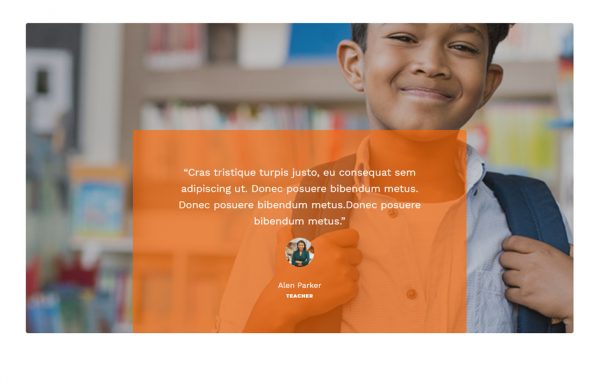 “Cras tristique turpis justo, eu consequat sem
adipiscing ut. Donec posuere bibendum metus.
Donec posuere bibendum metus.Donec posuere
bibendum metus.”
Alen Parker
TEACHER